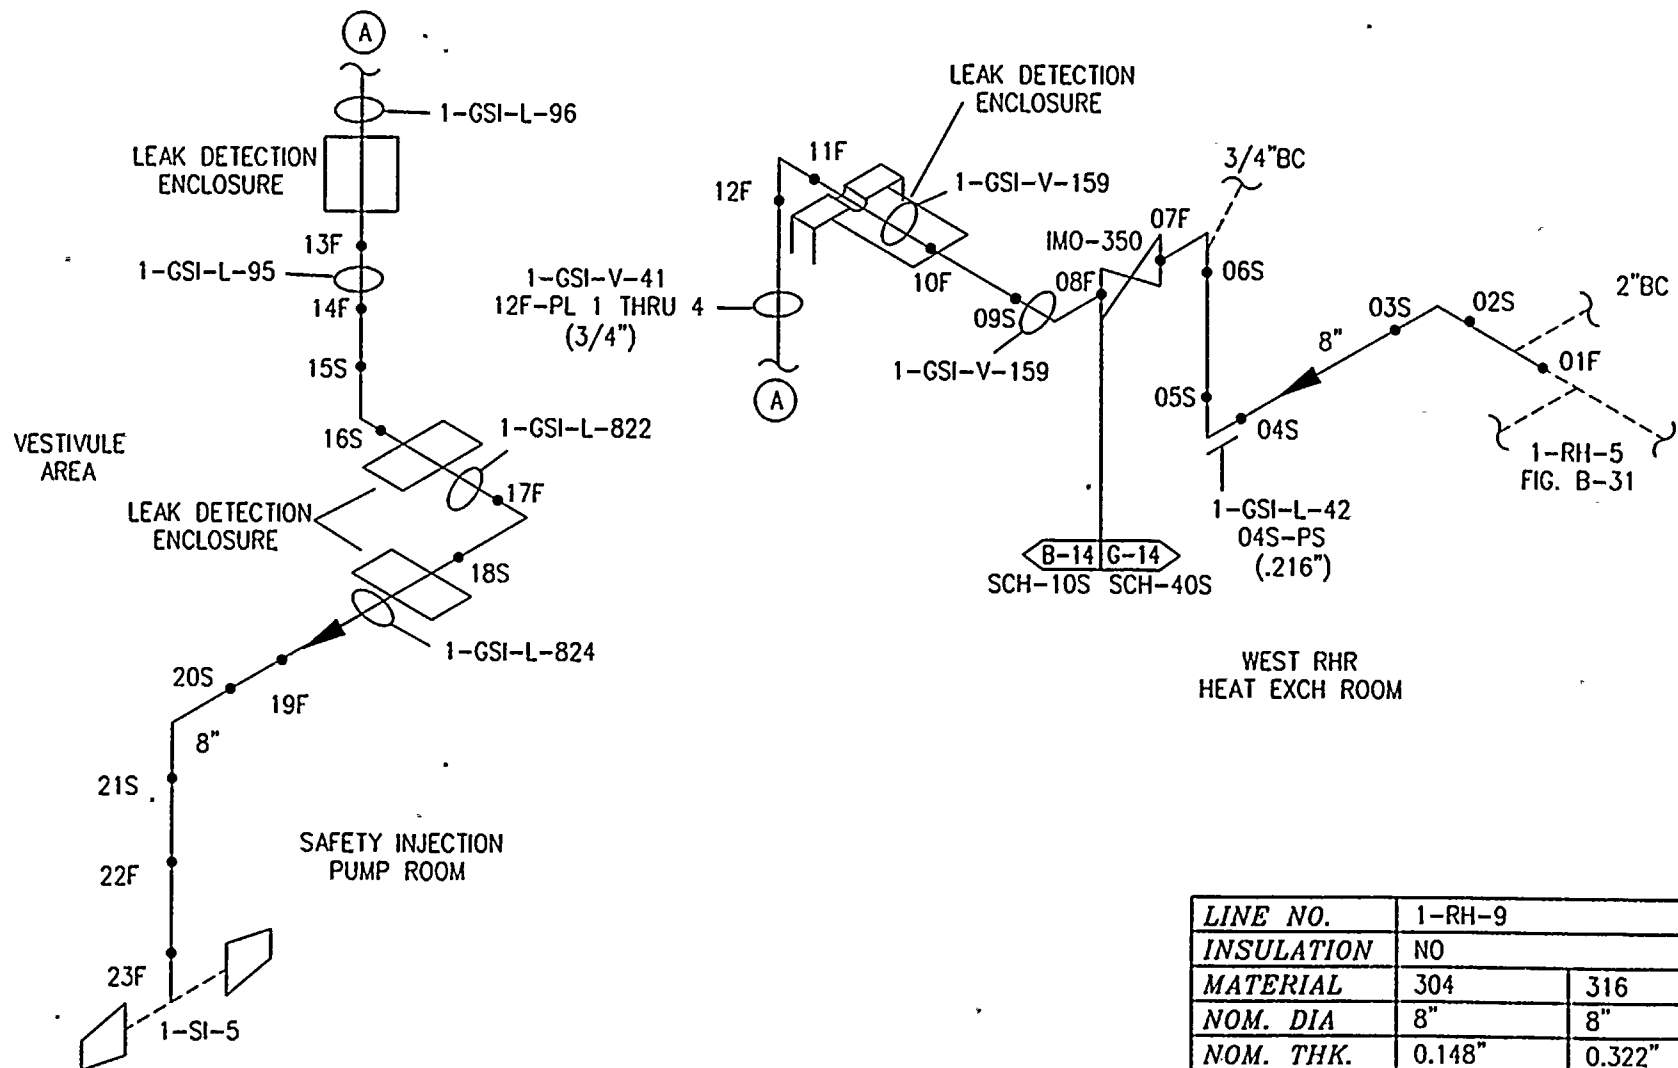 A
1-GSI-L-96
LEAK DETECTION
ENCLOSURE
13F
1-GSI-L-95
14F
15S
16S
1-GSI-L-822
17F
VESTIVULE
AREA
LEAK DETECTION
ENCLOSURE
18S
1-GSI-L-824
20S
19F
8"
21S
22F
SAFETY INJECTION
PUMP ROOM
23F
1-SI-5
LEAK DETECTION
ENCLOSURE
11F
12F
1-GSI-V-159
10F
1-GSI-V-41
12F-PL 1 THRU 4
(3/4")
A
09S
1-GSI-V-159
08F
IMO-350
07F
3/4"BC
06S
05S
04S
8"
03S
02S
2"BC
01F
1-RH-5
FIG. B-31
1-GSI-L-42
04S-PS
(.216")
B-14 G-14
SCH-10S SCH-40S
WEST RHR
HEAT EXCH ROOM
LINE NO. 1-RH-9
INSULATION NO
MATERIAL 304 316
NOM. DIA 8" 8"
NOM. THK. 0.148" 0.322"